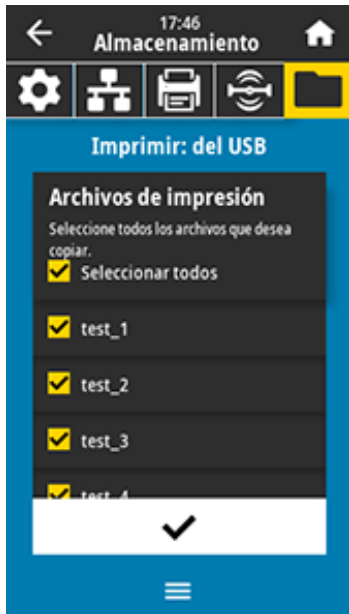 17:46
Almacenamiento
Imprimir: del USB
Archivos de impresión
Seleccione todos los archivos que desea
copiar.
Seleccionar todos
test_1
test_2
test_3
test_4